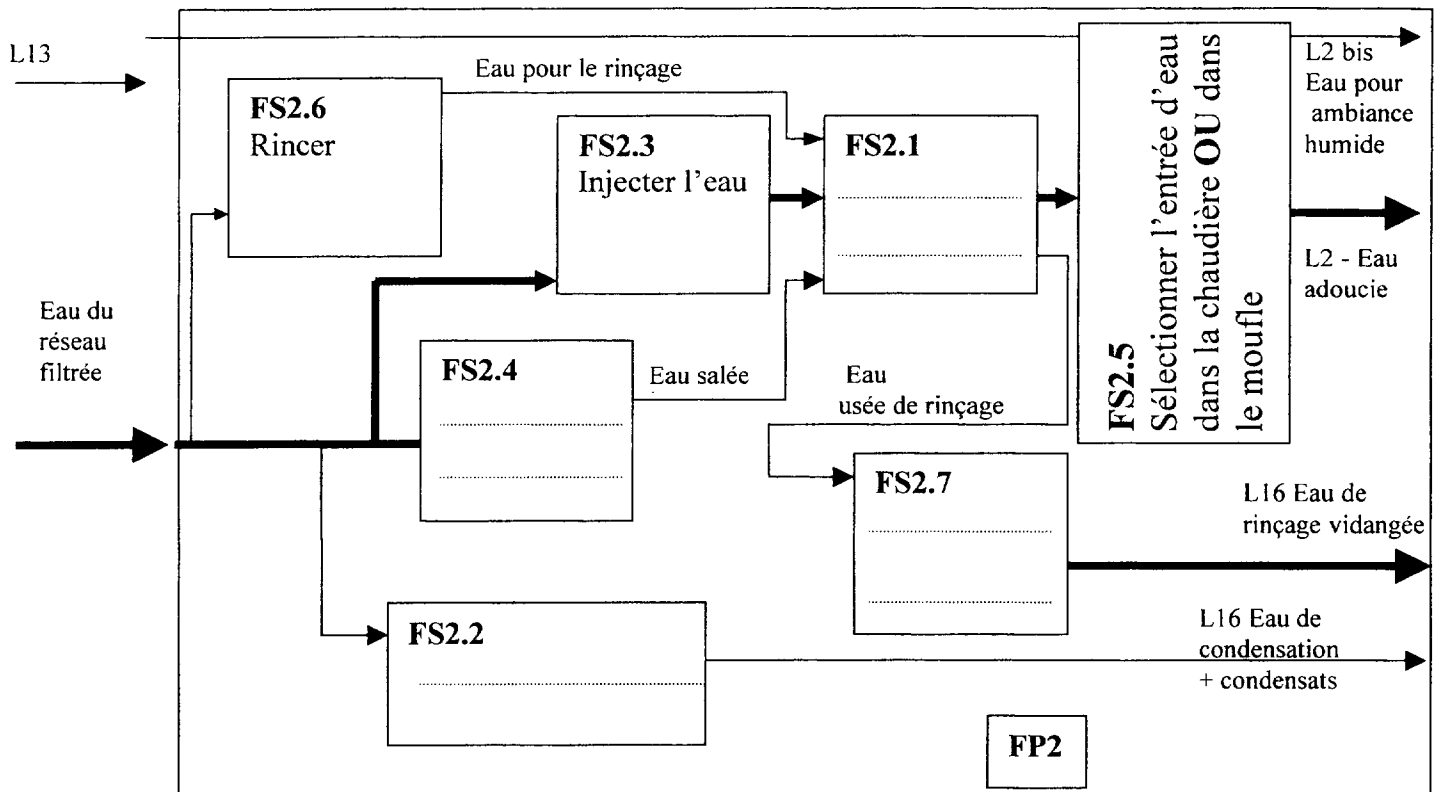 L13
Eau pour le rinçage
FS2.6
Rincer
FS2.3
Injecter l'eau
FS2.1
FS2.5
Sélectionner l'entrée d'eau
dans la chaudière OU dans
le moufle
L2 bis
Eau pour
ambiance
humide
L2 - Eau
adoucie
Eau du
réseau
filtrée
FS2.4
Eau salée
Eau
usée de rinçage
FS2.7
L16 Eau de
rinçage vidangée
FS2.2
L16 Eau de
condensation
+ condensats
FP2